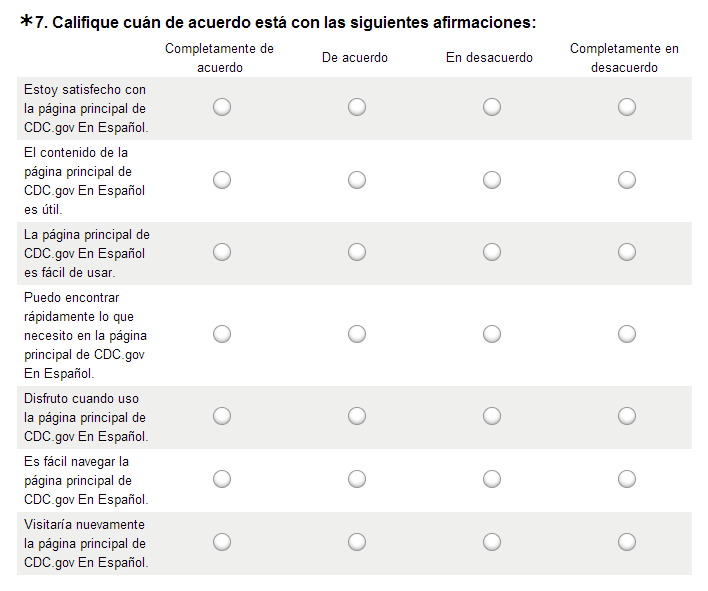 *7. Califique cuán de acuerdo está con las siguientes afirmaciones:
Completamente de
acuerdo
De acuerdo
En desacuerdo
Completamente en
desacuerdo
Estoy satisfecho con
la página principal de
CDC.gov En Español.
El contenido de la
página principal de
CDC.gov En Español
es útil.
La página principal de
CDC.gov En Español
es fácil de usar.
Puedo encontrar
rápidamente lo que
necesito en la página
principal de CDC.gov
En Español.
Disfruto cuando uso
la página principal de
CDC.gov En Español.
Es fácil navegar la
página principal de
CDC.gov En Español.
Visitaría nuevamente
la página principal de
CDC.gov En Español.